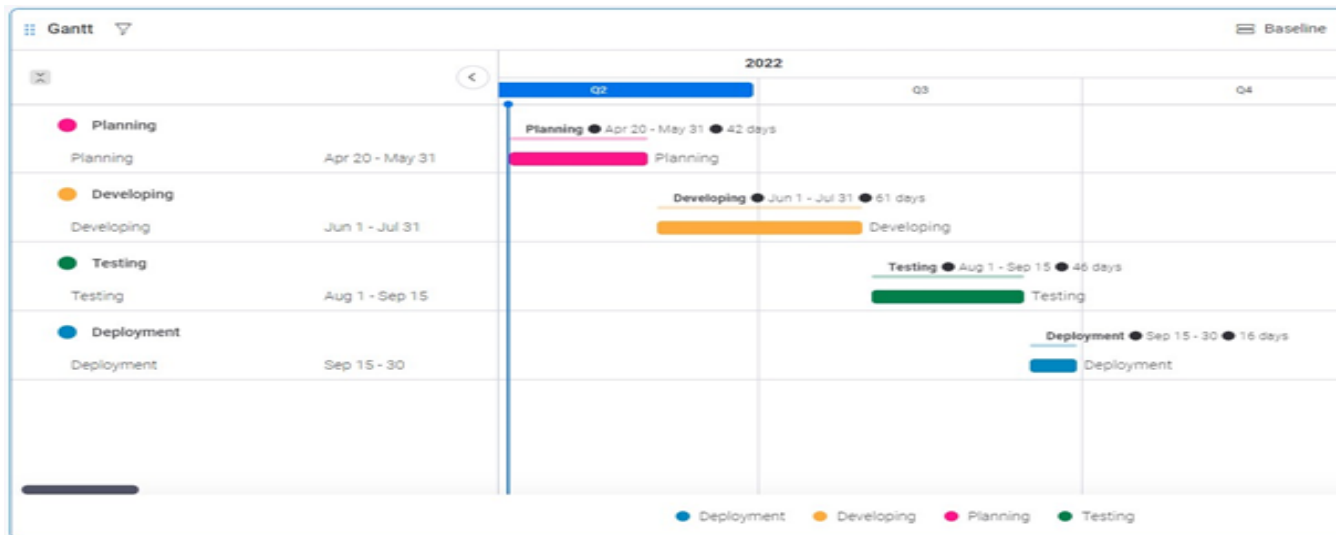 Gantt
Baseline
2022
Q2 Q3 Q4
Planning
Planning ● Apr 20 - May 31 ● 42 days
Planning Apr 20 - May 31
Planning
Developing
Developing ● Jun 1 - Jul 31 ● 61 days
Developing Jun 1 - Jul 31
Developing
Testing
Testing ● Aug 1 - Sep 15 ● 46 days
Testing Aug 1 - Sep 15
Testing
Deployment
Deployment ● Sep 15 - 30 ● 16 days
Deployment Sep 15 - 30
Deployment
Deployment Developing Planning Testing